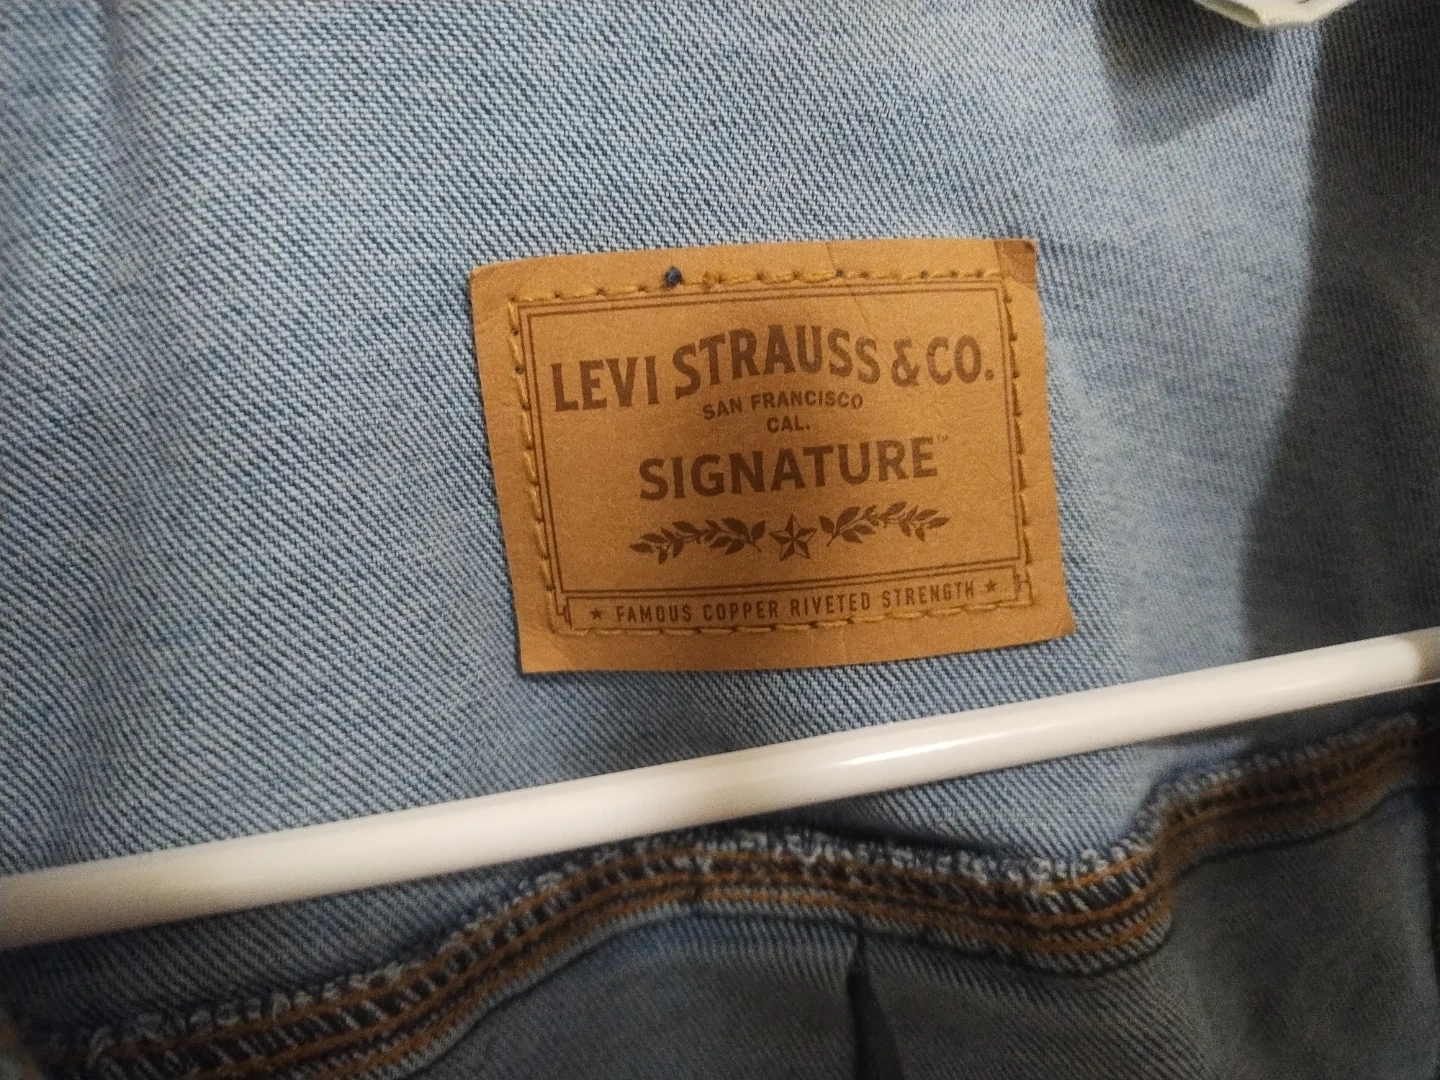 LEVI STRAUSS & CO.
SAN FRANCISCO
CAL.
SIGNATURE™
★ FAMOUS COPPER RIVETED STRENGTH ★